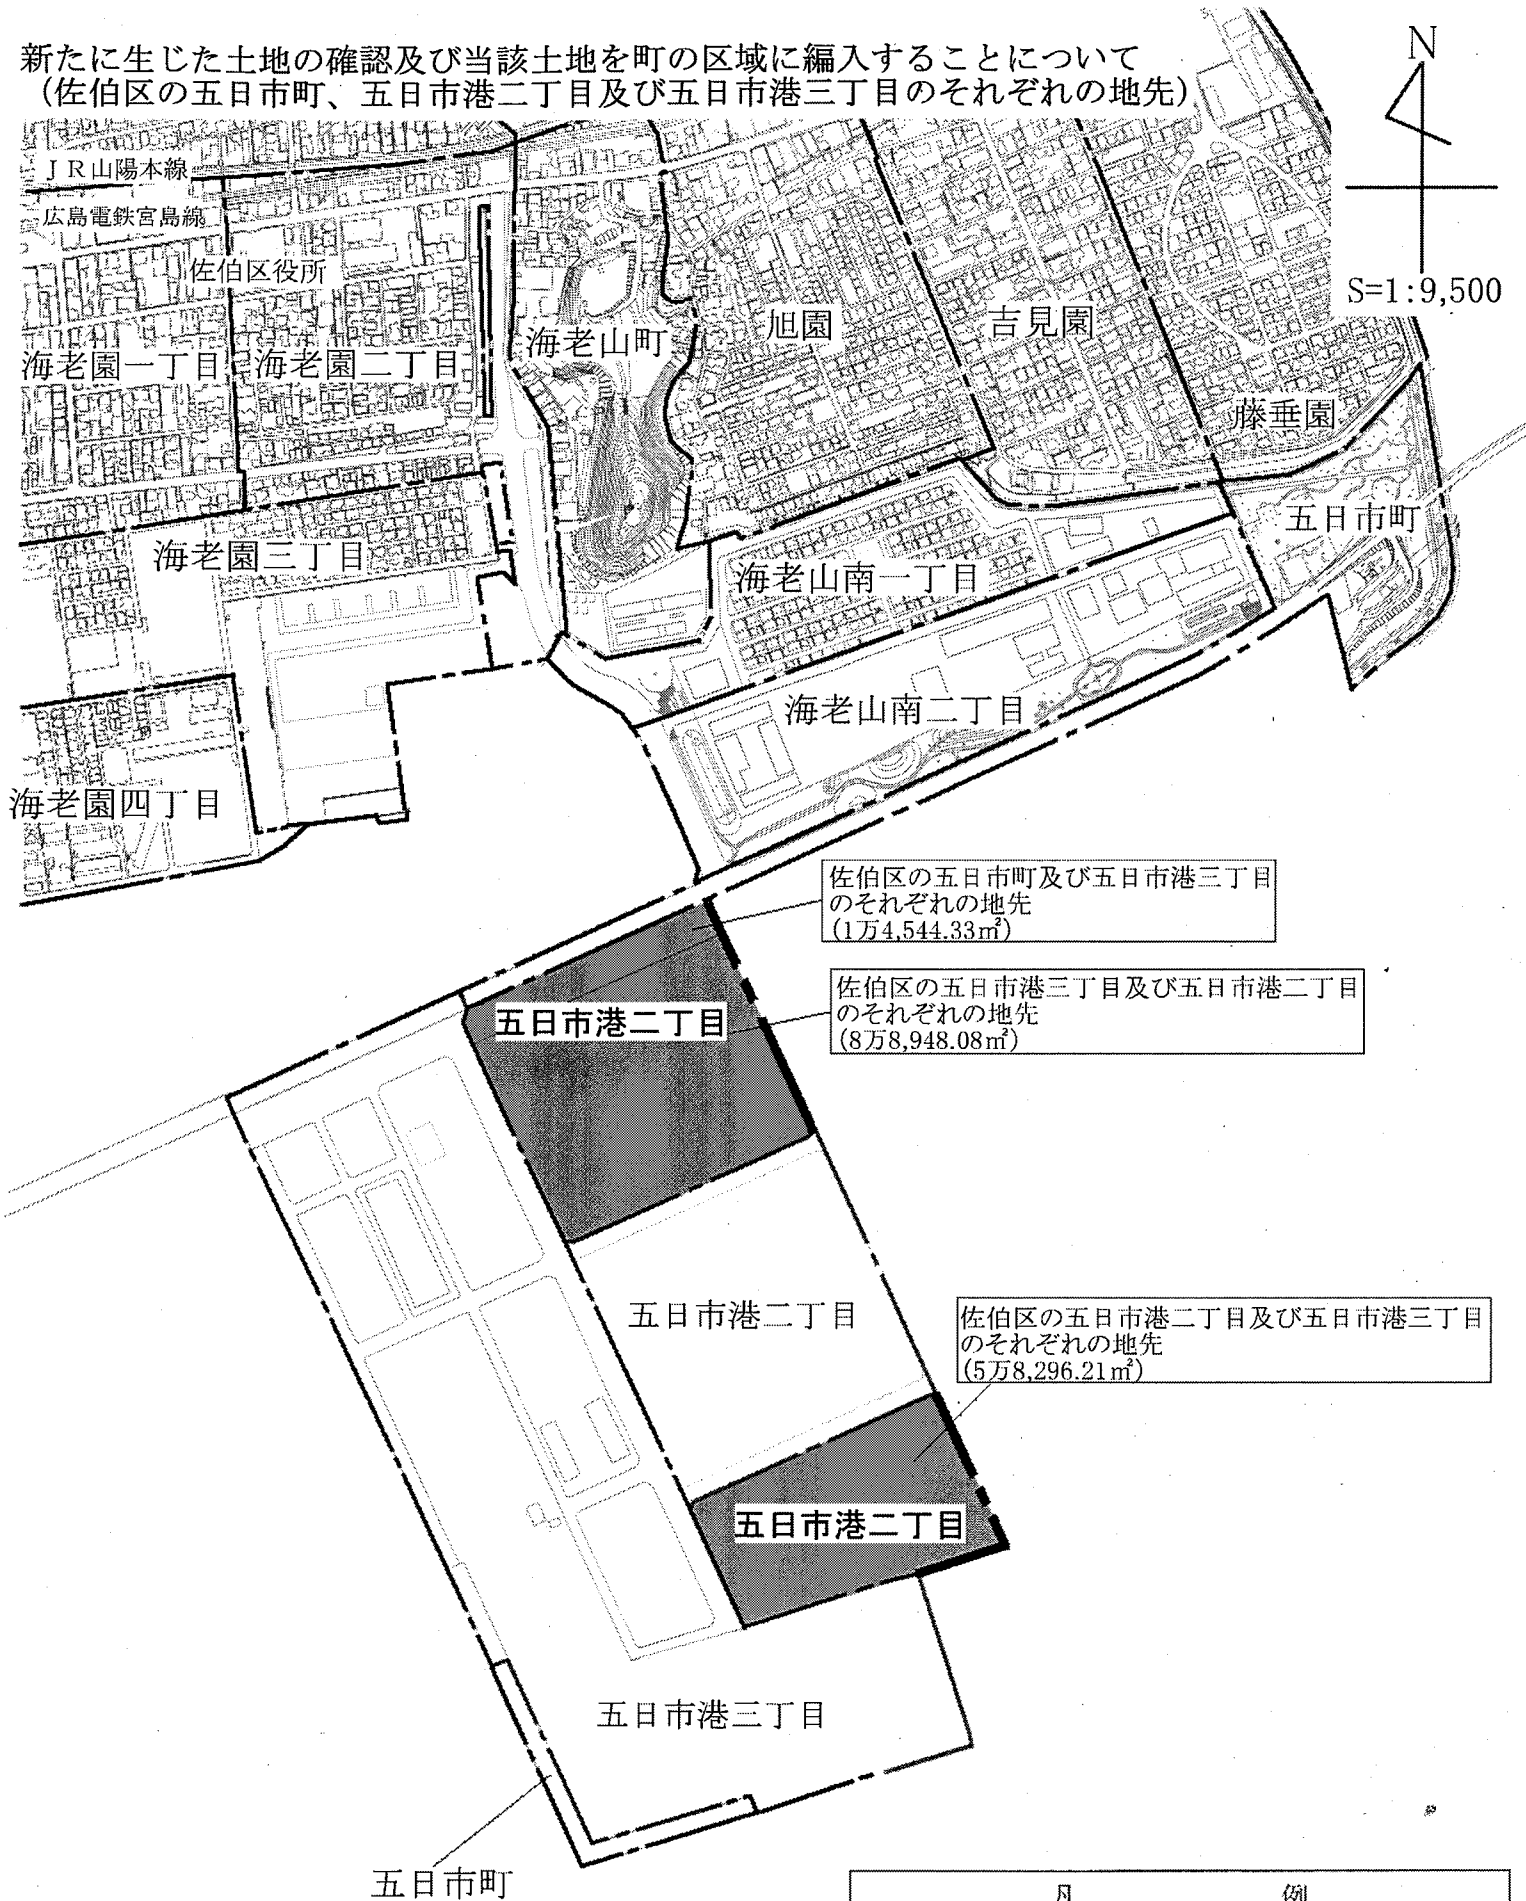 新たに生じた土地の確認及び当該土地を町の区域に編入することについて
(佐伯区の五日市町、五日市港二丁目及び五日市港三丁目のそれぞれの地先)
N
S=1:9,500
ＪＲ山陽本線
広島電鉄宮島線
佐伯区役所
海老園一丁目
海老園二丁目
海老山町
旭園
吉見園
藤垂園
五日市町
海老園三丁目
海老山南一丁目
海老山南二丁目
海老園四丁目
佐伯区の五日市町及び五日市港三丁目
のそれぞれの地先
(1万4,544.33㎡)
佐伯区の五日市港三丁目及び五日市港二丁目
のそれぞれの地先
(8万8,948.08㎡)
五日市港二丁目
五日市港二丁目
佐伯区の五日市港二丁目及び五日市港三丁目
のそれぞれの地先
(5万8,296.21㎡)
五日市港二丁目
五日市港三丁目
五日市町
凡 例